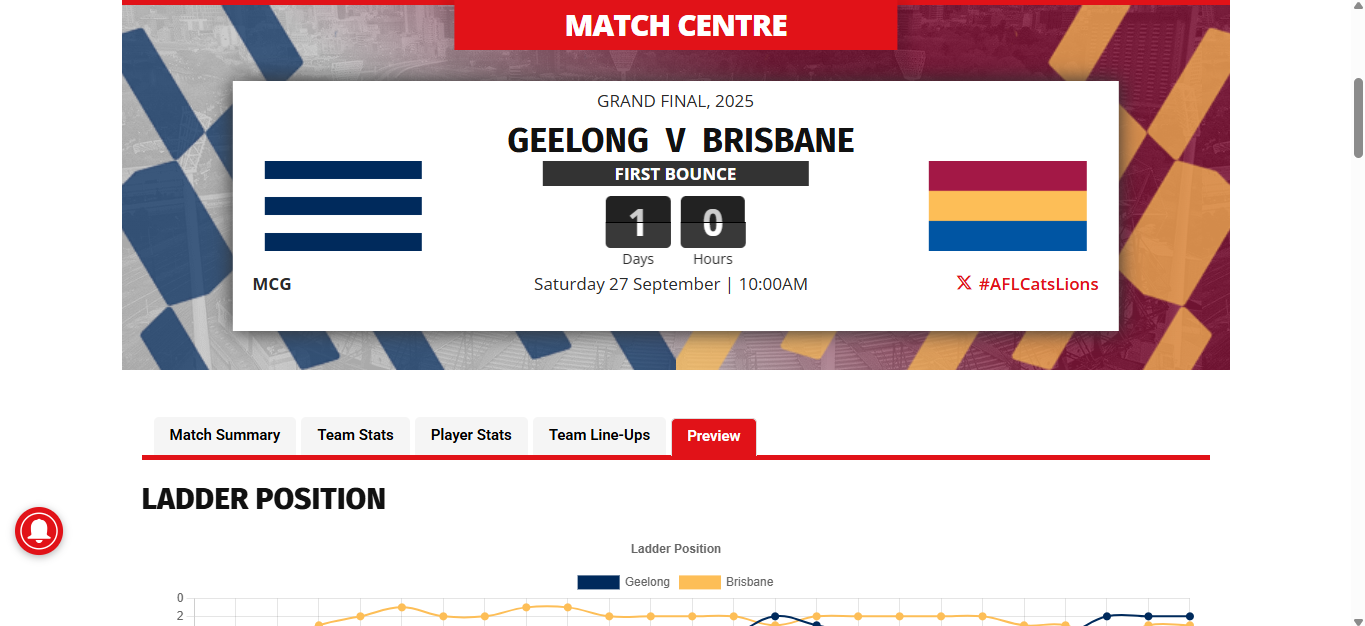 MATCH CENTRE
GRAND FINAL, 2025
GEELONG V BRISBANE
FIRST BOUNCE
1 0
Days Hours
MCG
Saturday 27 September | 10:00AM
#AFLCatsLions
Match Summary
Team Stats
Player Stats
Team Line-Ups
Preview
LADDER POSITION
Ladder Position
Geelong Brisbane
0
2